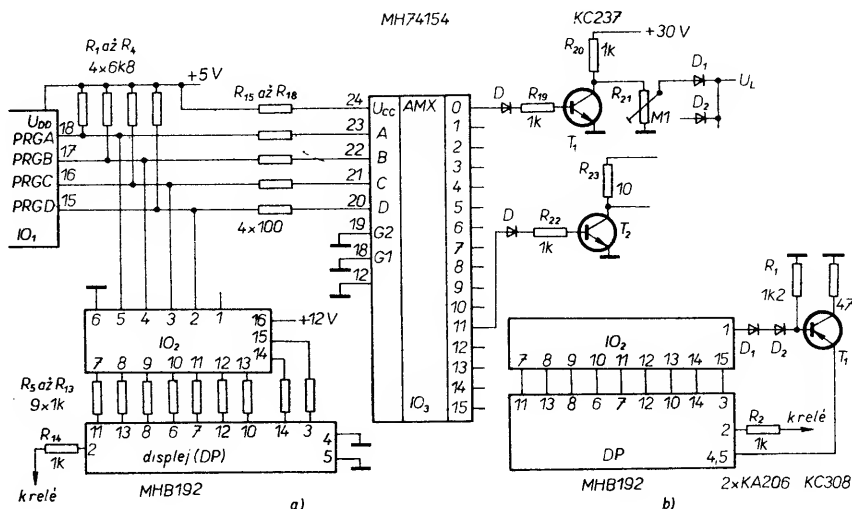 MH74154
KC237
R1 až R4
4×6k8
+5 V
R15 až R18
4×100
UDD
PRGA 18
PRGB 17
PRGC 16
PRGD 15
IO1
24 UCC AMX
23 A
22 B
21 C
20 D
19 G2
18 G1
12
IO3
0
1
2
3
4
5
6
7
8
9
10
11
12
13
14
15
D
R19
1k
R20
1k
+30 V
T1
R21
M1
D1
D2
UL
D
R22
1k
R23
10
T2
6 5 4 3 2 1
16 +12 V
15
14
IO2
7 8 9 10 11 12 13
R5 až R13
9×1k
11 13 8 6 7 12 10 14 3
R14
1k
2
displej (DP)
4
5
k relé
MHB192
a)
IO2
1
7 8 9 10 11 12 13 14 15
D1
D2
R1
1k2
47
T1
11 13 8 6 7 12 10 14 3
2
R2
1k
k relé
4,5
DP
MHB192
2×KA206
KC308
b)